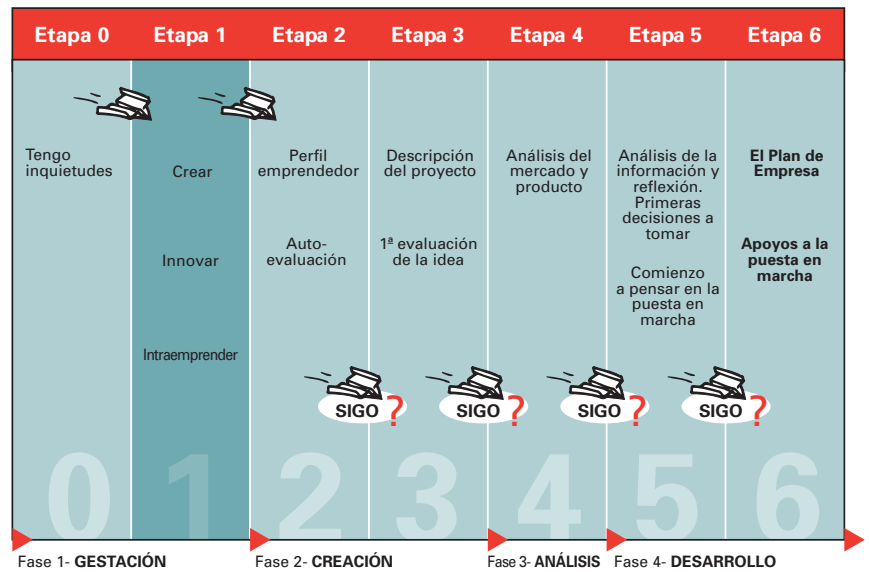 Etapa 0
Etapa 1
Etapa 2
Etapa 3
Etapa 4
Etapa 5
Etapa 6
Tengo
inquietudes
Crear
Innovar
Intraemprender
Perfil
emprendedor
Auto-
evaluación
Descripción
del proyecto
1ª evaluación
de la idea
Análisis del
mercado y
producto
Análisis de la
información y
reflexión.
Primeras
decisiones a
tomar
Comienzo
a pensar en la
puesta en
marcha
El Plan de
Empresa
Apoyos a la
puesta en
marcha
SIGO?
SIGO?
SIGO?
SIGO?
0
1
2
3
4
5
6
Fase 1- GESTACIÓN
Fase 2- CREACIÓN
Fase 3- ANÁLISIS
Fase 4- DESARROLLO